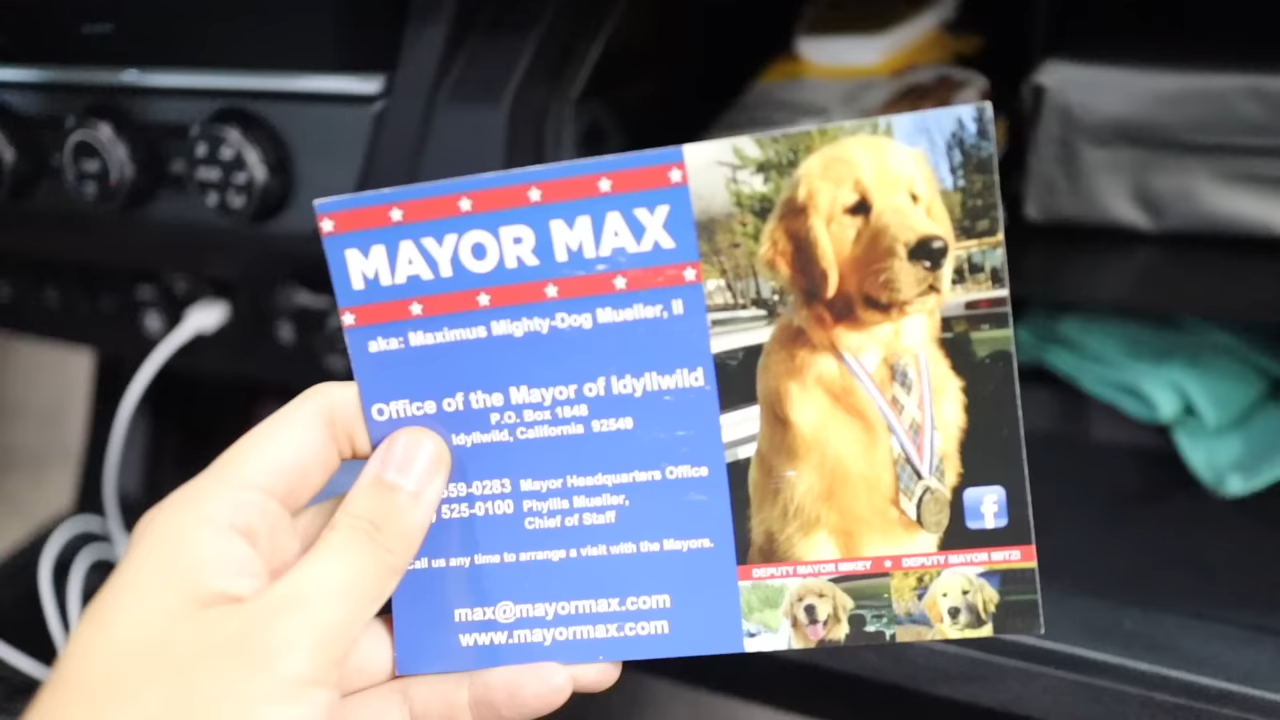 MAYOR MAX
aka: Maximus Mighty-Dog Mueller, II
Office of the Mayor of Idyllwild
P.O. Box 1848
Idyllwild, California 92549
659-0283 Mayor Headquarters Office
525-0100 Phyllis Mueller,
Chief of Staff
Call us any time to arrange a visit with the Mayors.
max@mayormax.com
www.mayormax.com
f
DEPUTY MAYOR MIKEY ★ DEPUTY MAYOR MITZI